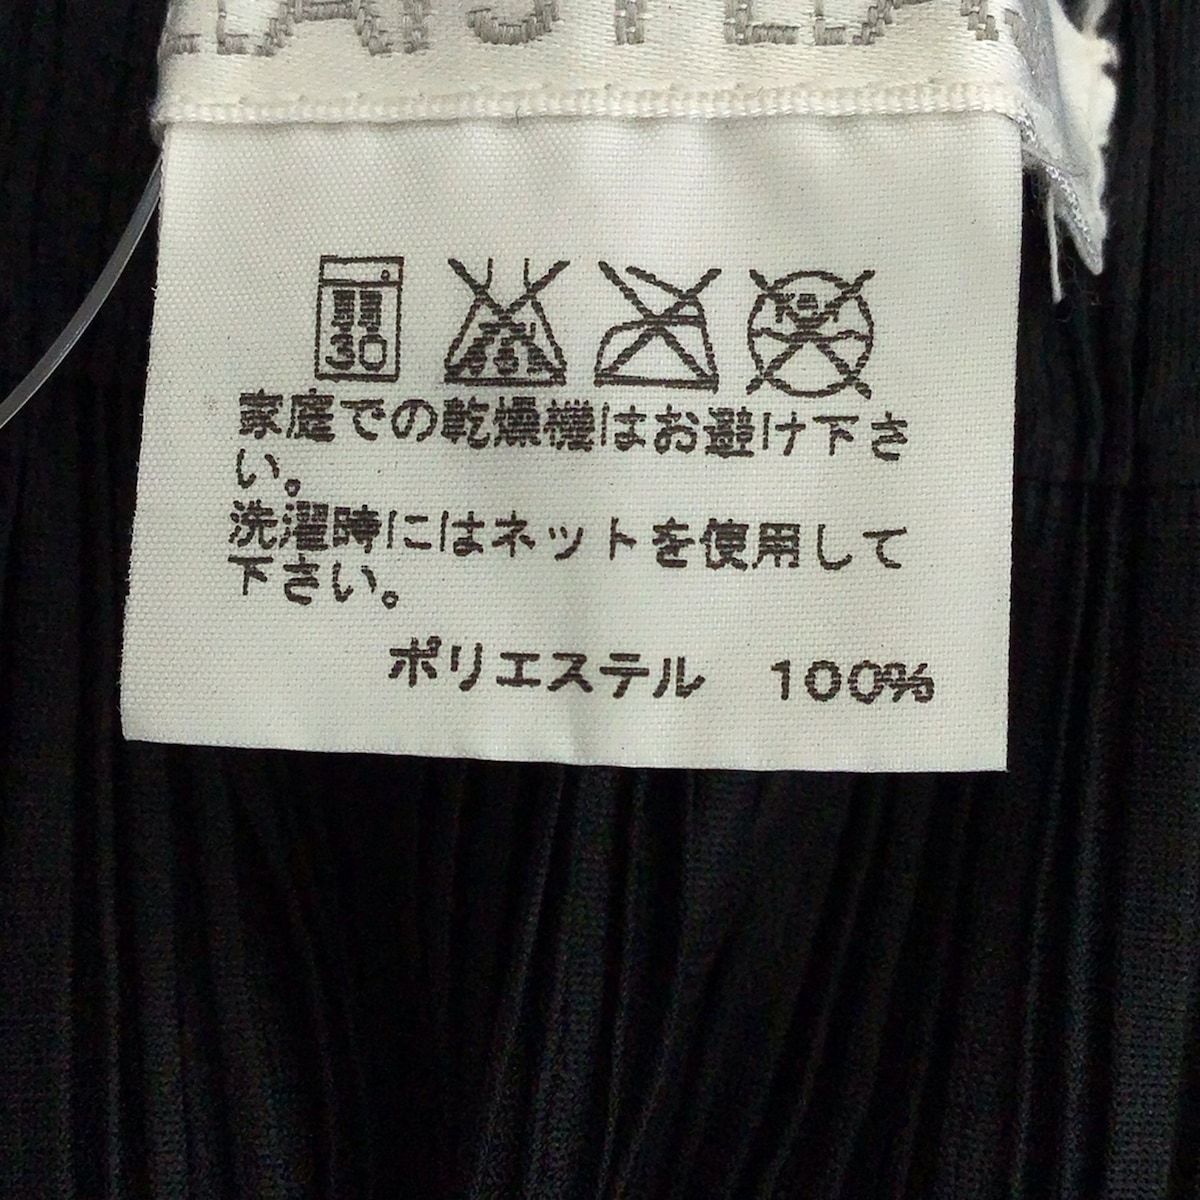 30
家庭での乾燥機はお避け下さ
い。
洗濯時にはネットを使用して
下さい。
ポリエステル 100%